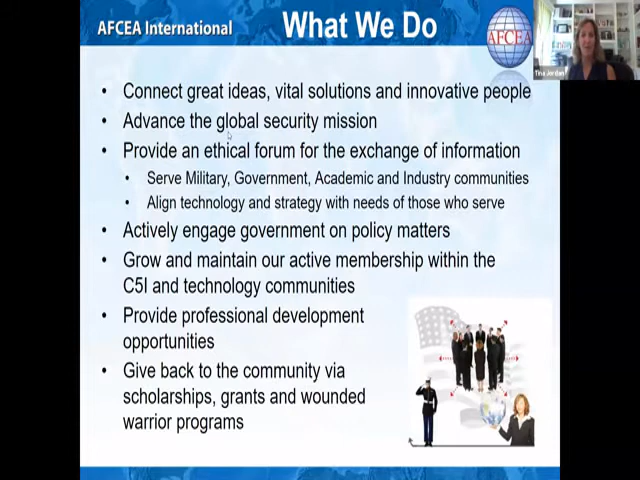 AFCEA International
What We Do
AFCEA
Tina Jordan
• Connect great ideas, vital solutions and innovative people
• Advance the global security mission
• Provide an ethical forum for the exchange of information
• Serve Military, Government, Academic and Industry communities
• Align technology and strategy with needs of those who serve
• Actively engage government on policy matters
• Grow and maintain our active membership within the
C5I and technology communities
• Provide professional development
opportunities
• Give back to the community via
scholarships, grants and wounded
warrior programs